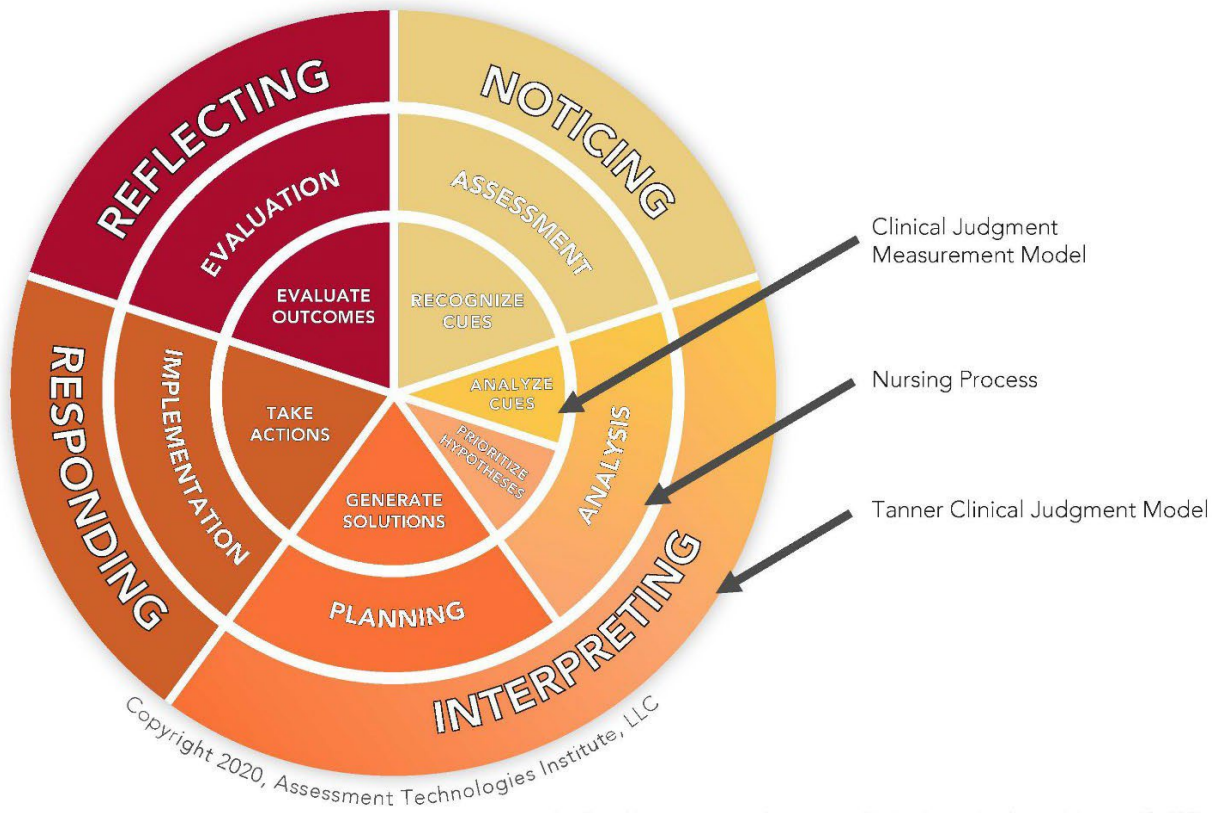 REFLECTING
NOTICING
EVALUATION
ASSESSMENT
EVALUATE
OUTCOMES
RECOGNIZE
CUES
Clinical Judgment
Measurement Model
RESPONDING
IMPLEMENTATION
TAKE
ACTIONS
ANALYZE
CUES
PRIORITIZE
HYPOTHESES
ANALYSIS
Nursing Process
GENERATE
SOLUTIONS
PLANNING
INTERPRETING
Tanner Clinical Judgment Model
Copyright 2020, Assessment Technologies Institute, LLC